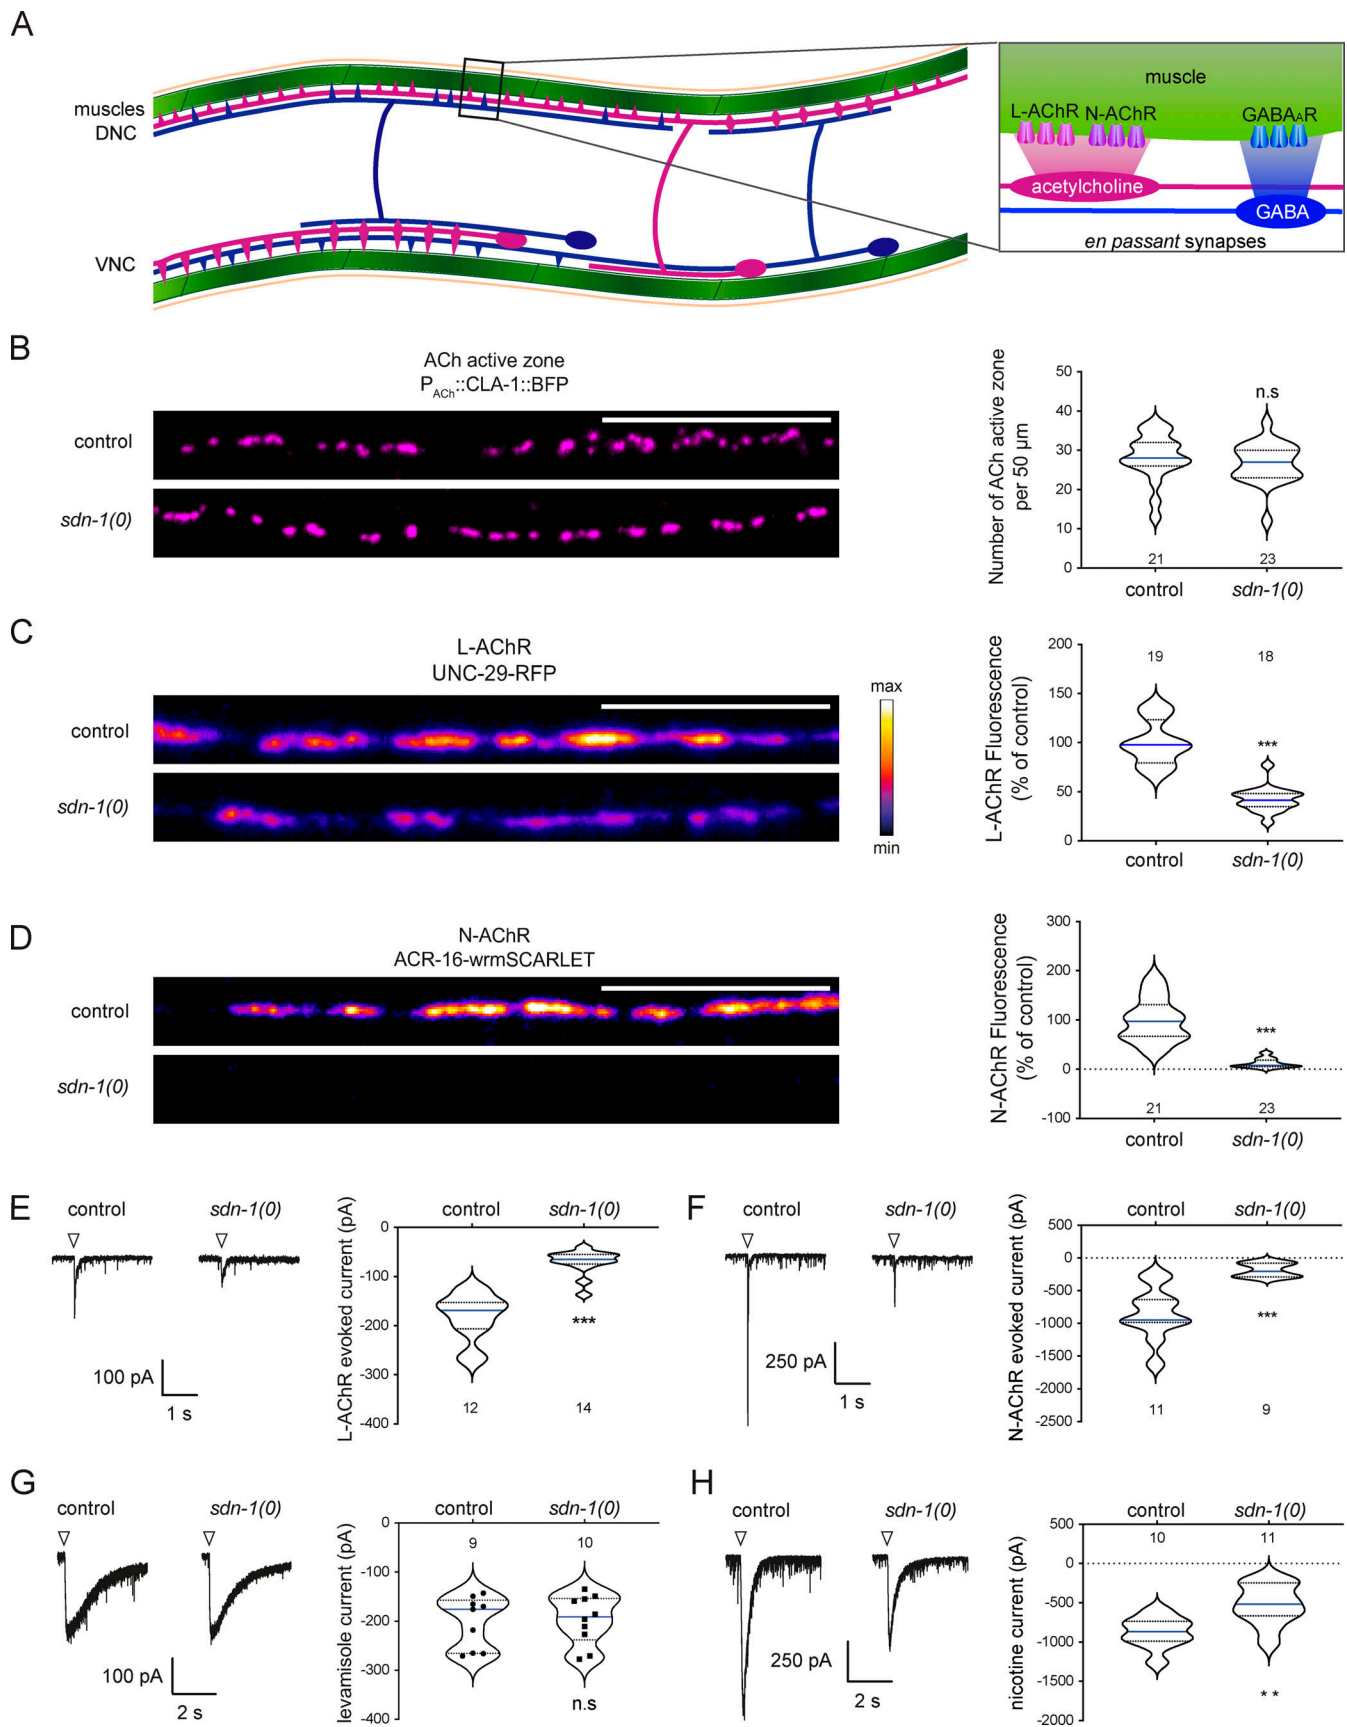 A
muscles
DNC
VNC
muscle
L-AChR N-AChR GABAAR
acetylcholine
GABA
en passant synapses
B
ACh active zone
PACh::CLA-1::BFP
control
sdn-1(0)
Number of ACh active zone
per 50 µm
50
40
30
20
10
0
n.s
21
23
control
sdn-1(0)
C
L-AChR
UNC-29-RFP
control
sdn-1(0)
max
min
L-AChR Fluorescence
(% of control)
200
150
100
50
0
19
18
***
control
sdn-1(0)
D
N-AChR
ACR-16-wrmSCARLET
control
sdn-1(0)
N-AChR Fluorescence
(% of control)
300
200
100
0
-100
***
21
23
control
sdn-1(0)
E
control
sdn-1(0)
100 pA
1 s
L-AChR evoked current (pA)
control
sdn-1(0)
0
-100
-200
-300
-400
***
12
14
F
control
sdn-1(0)
250 pA
1 s
N-AChR evoked current (pA)
control
sdn-1(0)
500
0
-500
-1000
-1500
-2000
-2500
***
11
9
G
control
sdn-1(0)
100 pA
2 s
levamisole current (pA)
control
sdn-1(0)
0
-100
-200
-300
-400
9
10
n.s
H
control
sdn-1(0)
250 pA
2 s
nicotine current (pA)
control
sdn-1(0)
500
0
-500
-1000
-1500
-2000
10
11
**